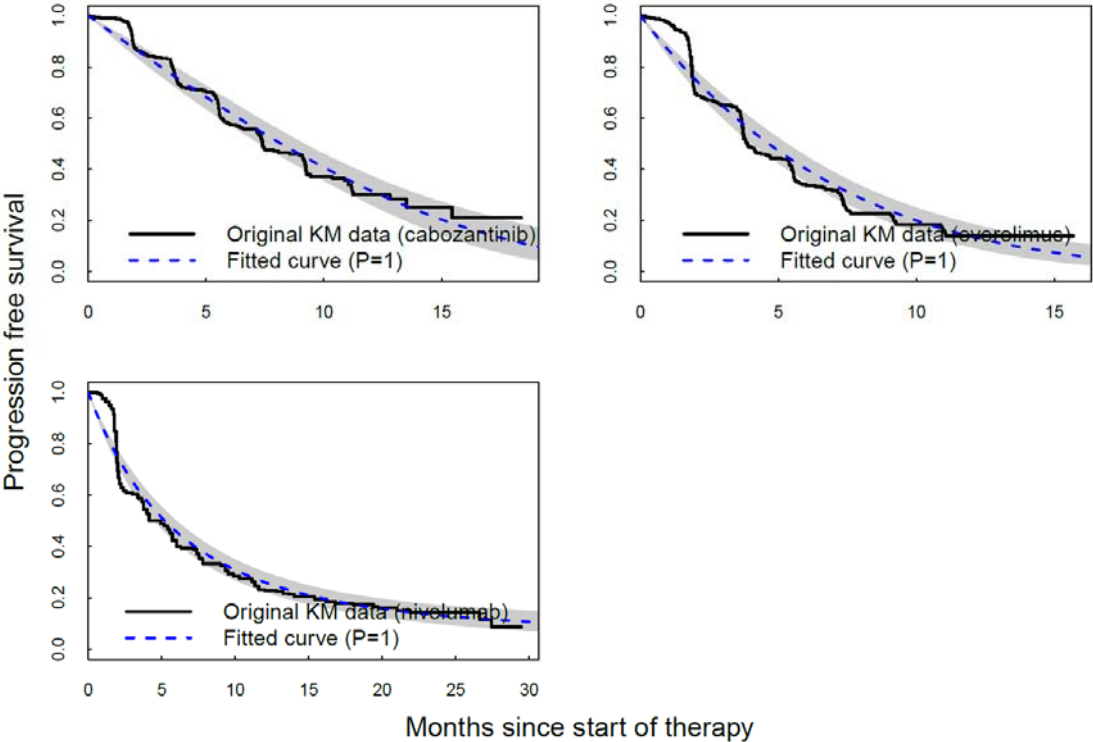 Progression free survival
1.0
0.8
0.6
0.4
0.2
0.0
Original KM data (cabozantinib)
Fitted curve (P=1)
0 5 10 15
1.0
0.8
0.6
0.4
0.2
0.0
Original KM data (everolimus)
Fitted curve (P=1)
0 5 10 15
1.0
0.8
0.6
0.4
0.2
0.0
Original KM data (nivolumab)
Fitted curve (P=1)
0 5 10 15 20 25 30
Months since start of therapy